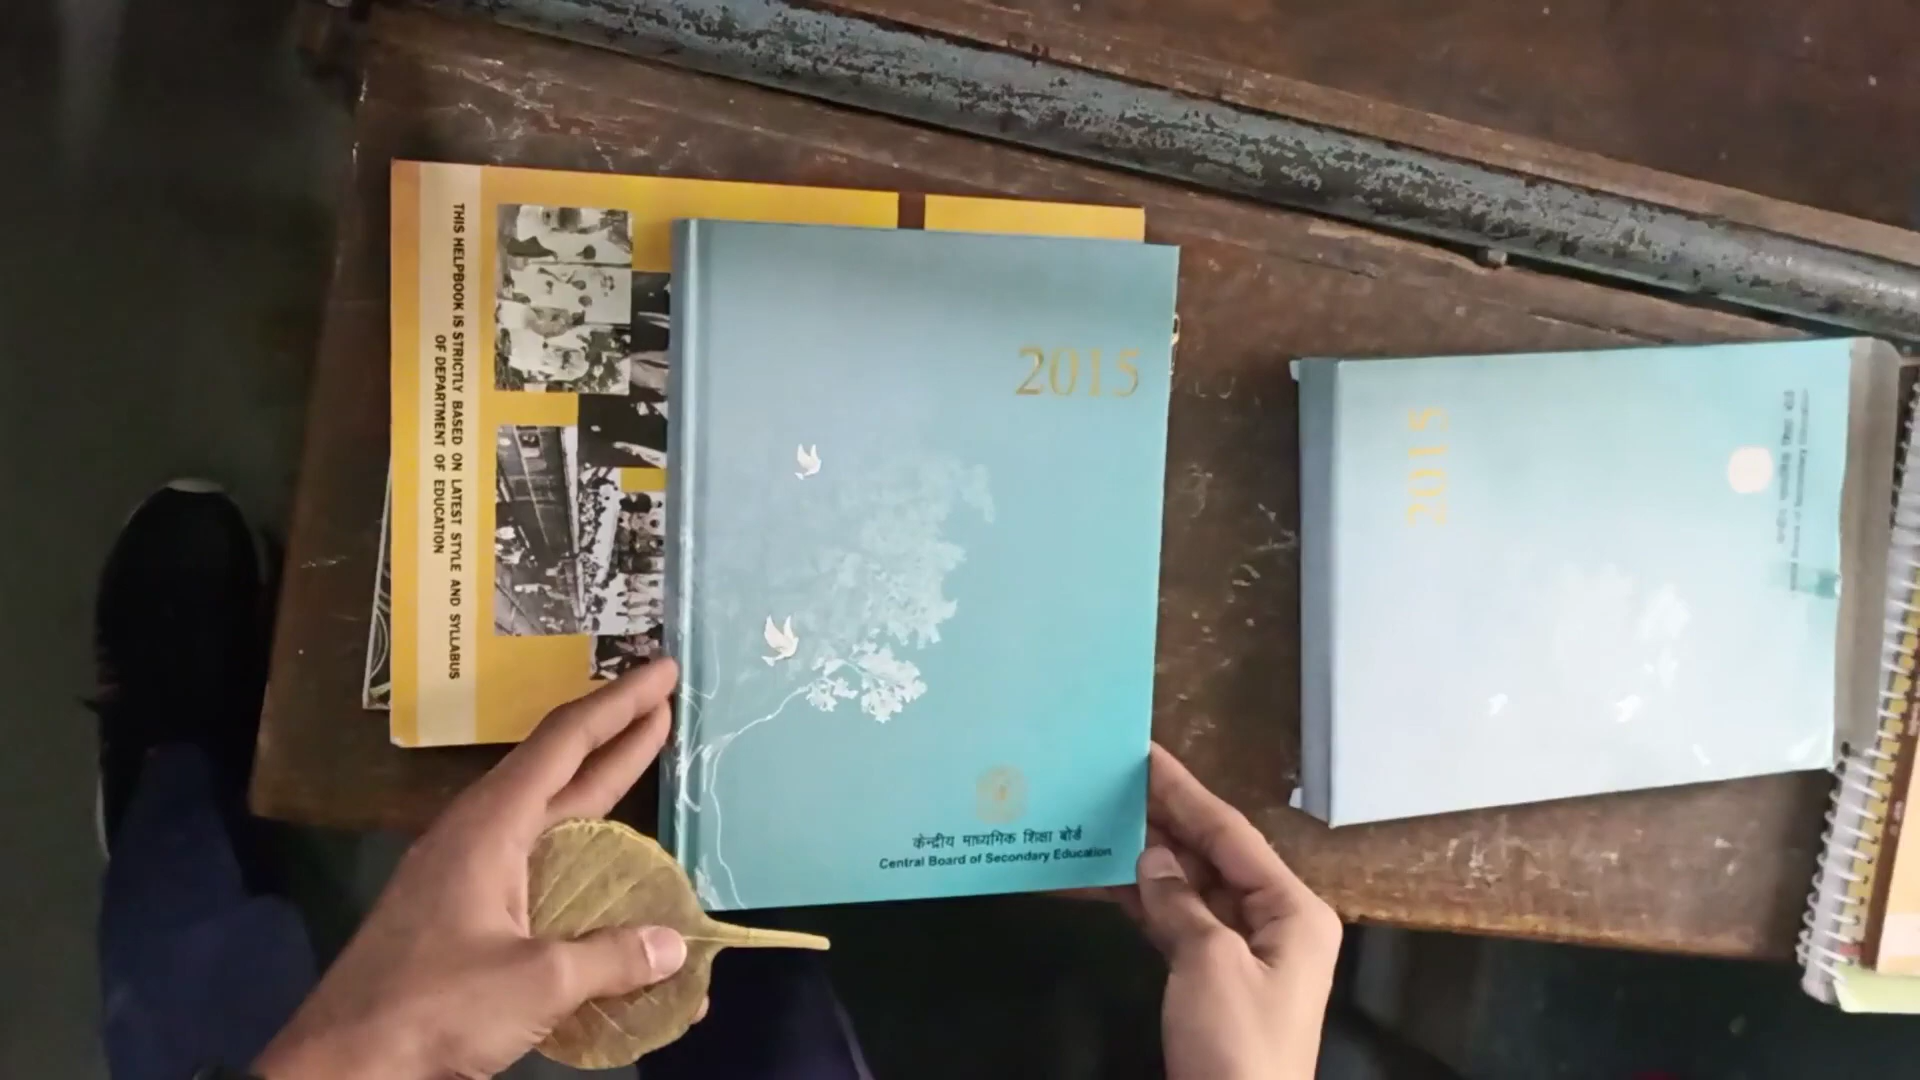 THIS HELPBOOK IS STRICTLY BASED ON LATEST STYLE AND SYLLABUS
OF DEPARTMENT OF EDUCATION
2015
केन्द्रीय माध्यमिक शिक्षा बोर्ड
Central Board of Secondary Education
2015